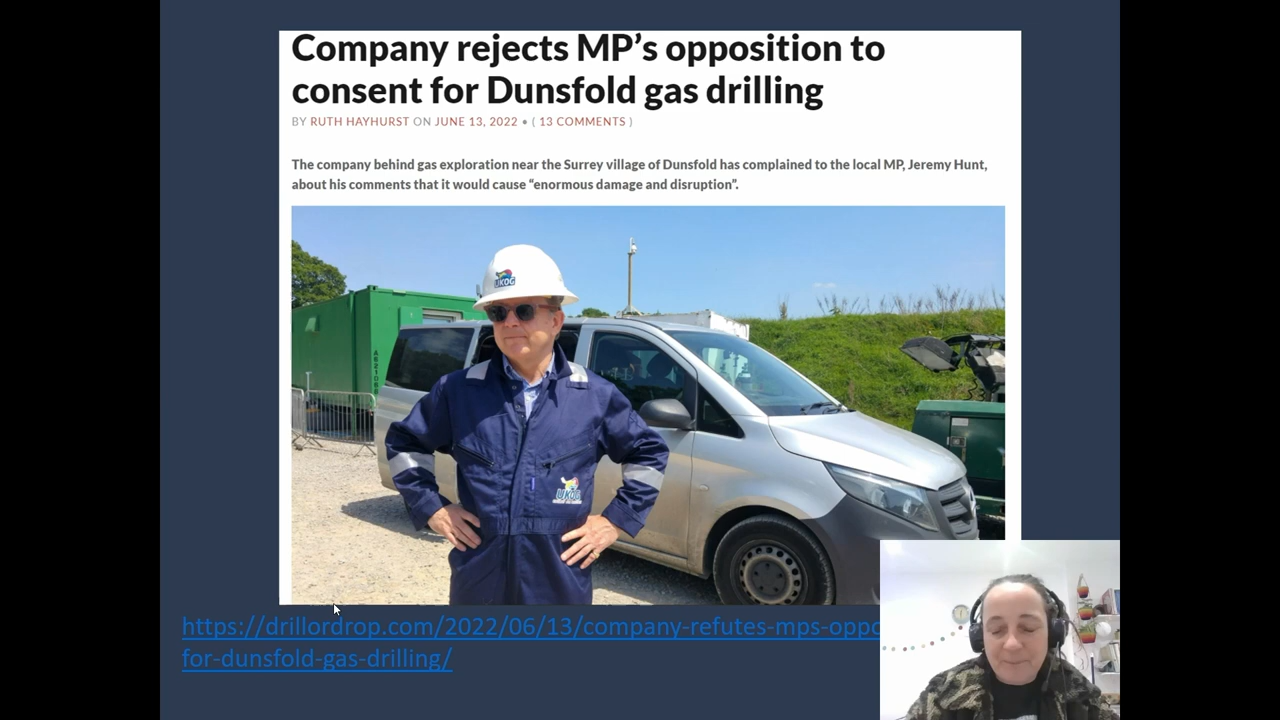 Company rejects MP’s opposition to
consent for Dunsfold gas drilling
BY RUTH HAYHURST ON JUNE 13, 2022 • ( 13 COMMENTS )
The company behind gas exploration near the Surrey village of Dunsfold has complained to the local MP, Jeremy Hunt,
about his comments that it would cause “enormous damage and disruption”.
UKOG
UKOG
https://drillordrop.com/2022/06/13/company-refutes-mps-oppo
for-dunsfold-gas-drilling/